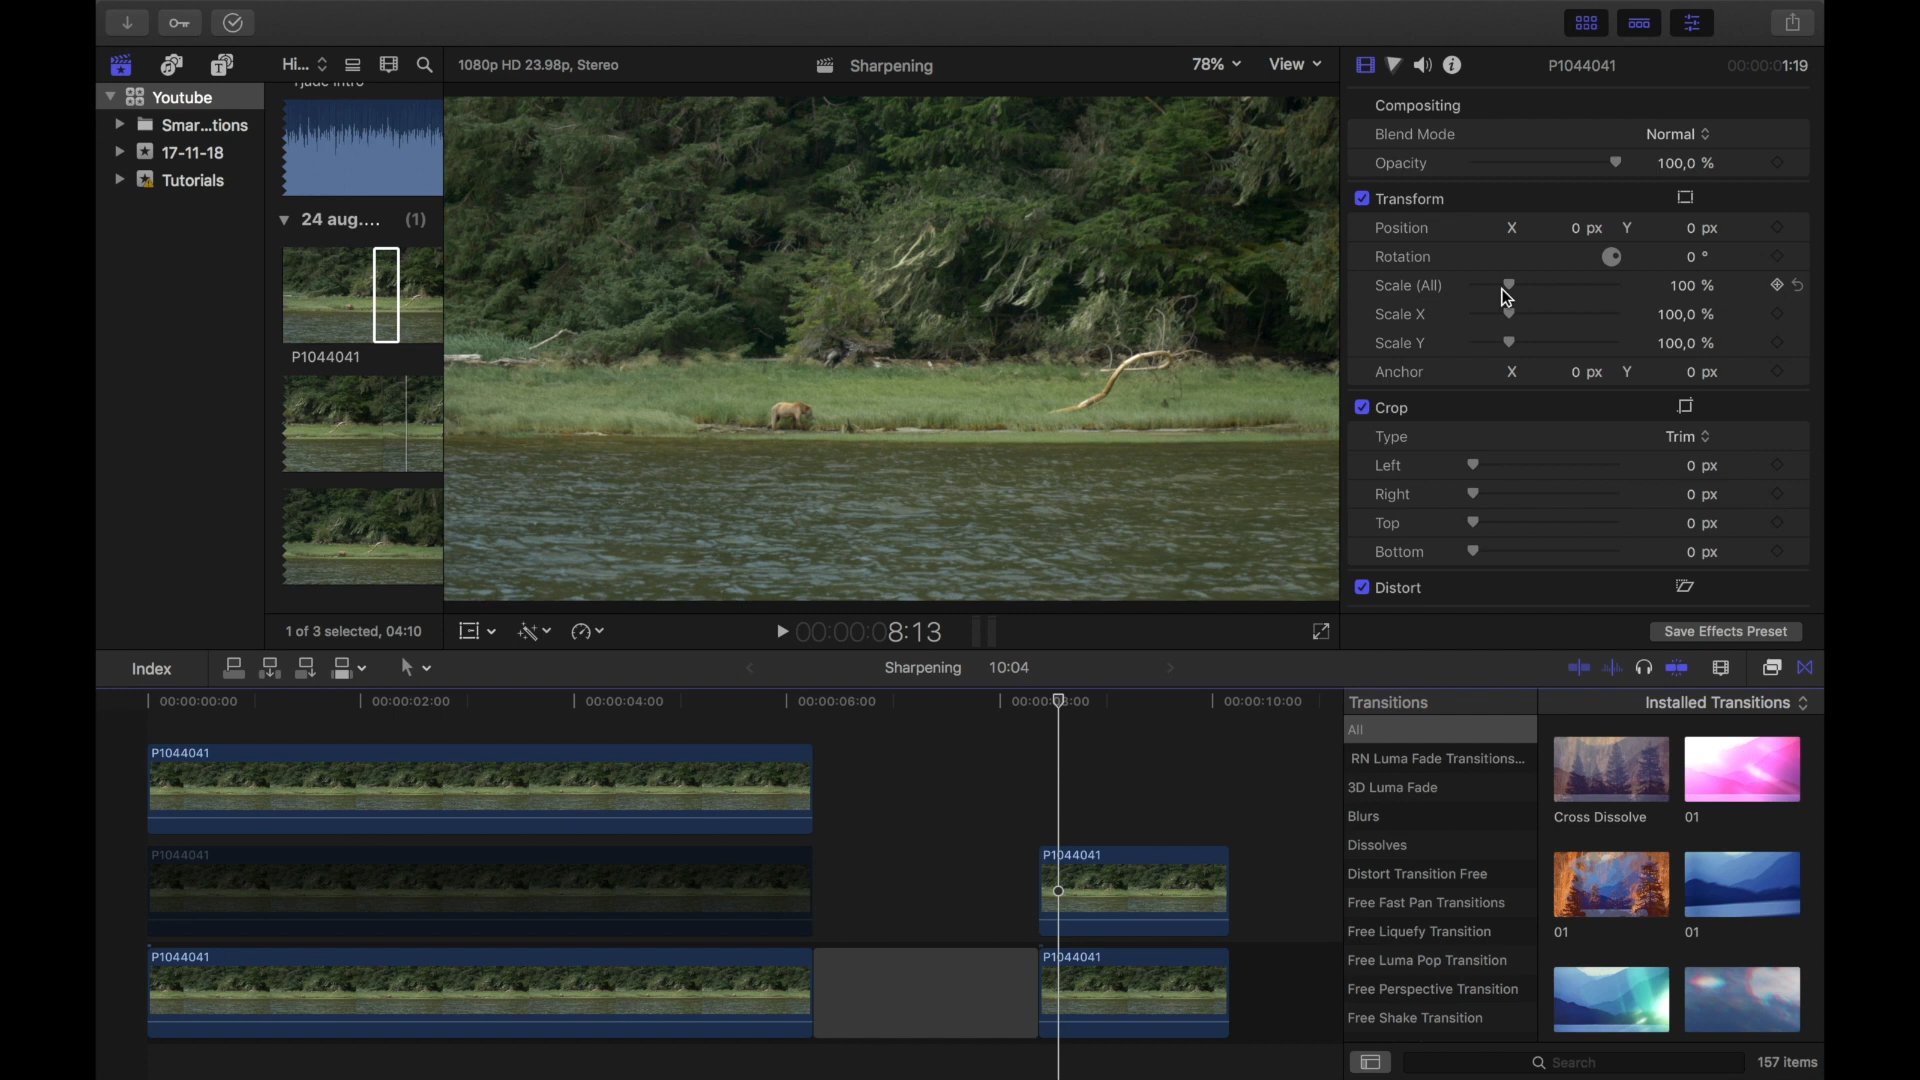 Hi...
1080p HD 23.98p, Stereo
Sharpening
78%
View
P1044041
00:00:01:19
Youtube
Smar...tions
17-11-18
Tutorials
24 aug.... (1)
P1044041
1 of 3 selected, 04:10
00:00:08:13
Compositing
Blend Mode Normal
Opacity 100,0 %
Transform
Position X 0 px Y 0 px
Rotation 0 °
Scale (All) 100 %
Scale X 100,0 %
Scale Y 100,0 %
Anchor X 0 px Y 0 px
Crop
Type Trim
Left 0 px
Right 0 px
Top 0 px
Bottom 0 px
Distort
Save Effects Preset
Index
Sharpening 10:04
00:00:00:00 00:00:02:00 00:00:04:00 00:00:06:00 00:00:08:00 00:00:10:00
P1044041
P1044041
P1044041
P1044041
P1044041
Transitions
Installed Transitions
All
RN Luma Fade Transitions...
3D Luma Fade
Blurs
Dissolves
Distort Transition Free
Free Fast Pan Transitions
Free Liquefy Transition
Free Luma Pop Transition
Free Perspective Transition
Free Shake Transition
Cross Dissolve
01
01
01
Search
157 items